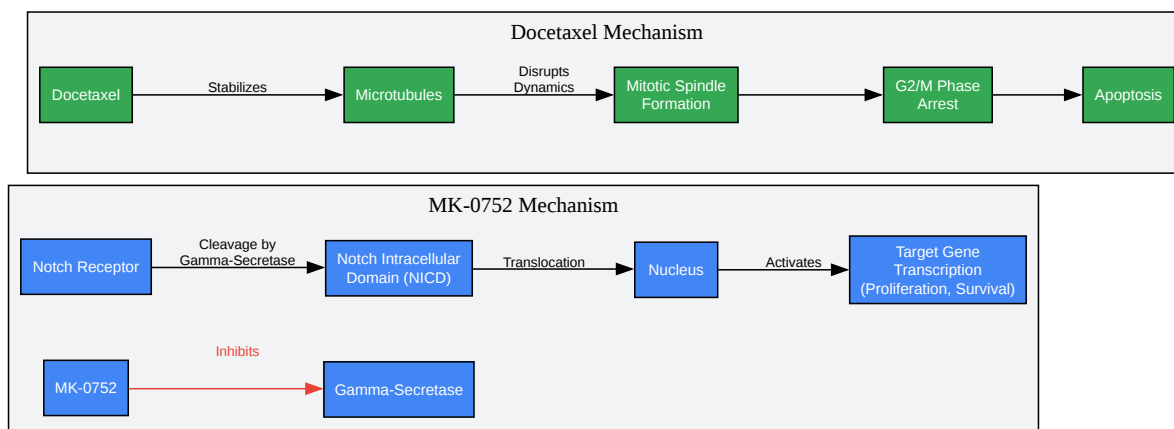 Docetaxel Mechanism
Docetaxel
Stabilizes
Microtubules
Disrupts
Dynamics
Mitotic Spindle
Formation
G2/M Phase
Arrest
Apoptosis
MK-0752 Mechanism
Notch Receptor
Cleavage by
Gamma-Secretase
Notch Intracellular
Domain (NICD)
Translocation
Nucleus
Activates
Target Gene
Transcription
(Proliferation, Survival)
MK-0752
Inhibits
Gamma-Secretase